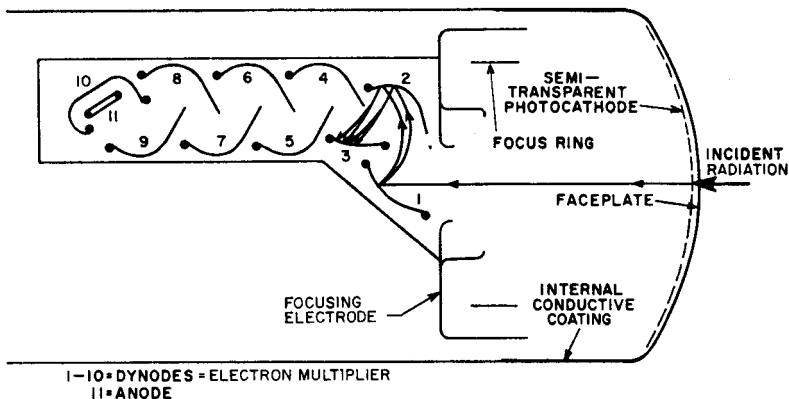 10
8
6
4
2
11
9
7
5
3
1
SEMI-
TRANSPARENT
PHOTOCATHODE
FOCUS RING
INCIDENT
RADIATION
FACEPLATE
FOCUSING
ELECTRODE
INTERNAL
CONDUCTIVE
COATING
1-10=DYNODES=ELECTRON MULTIPLIER
11=ANODE